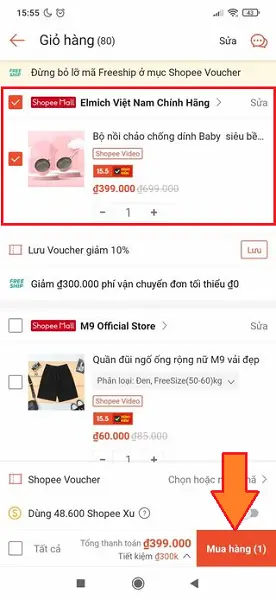 15:55
Giỏ hàng (80)
Sửa
FREE SHIP Đừng bỏ lỡ mã Freeship ở mục Shopee Voucher
Shopee Mall Elmich Việt Nam Chính Hãng > Sửa
Bộ nồi chảo chống dính Baby siêu bề...
Shopee Video
15.5
₫399.000 ₫699.000
− 1 +
Lưu Voucher giảm 10% Lưu
FREE SHIP Giảm ₫300.000 phí vận chuyển đơn tối thiểu ₫0
Shopee Mall M9 Official Store > Sửa
Quần đũi ngố ống rộng nữ M9 vải đẹp
Phân loại: Đen, FreeSize(50-60)kg
Shopee Video
15.5
₫60.000 ₫85.000
− 1 +
Shopee Voucher Chọn hoặc n mã >
Dùng 48.600 Shopee Xu ?
Tất cả
Tổng thanh toán ₫399.000
Tiết kiệm ₫300k
Mua hàng (1)